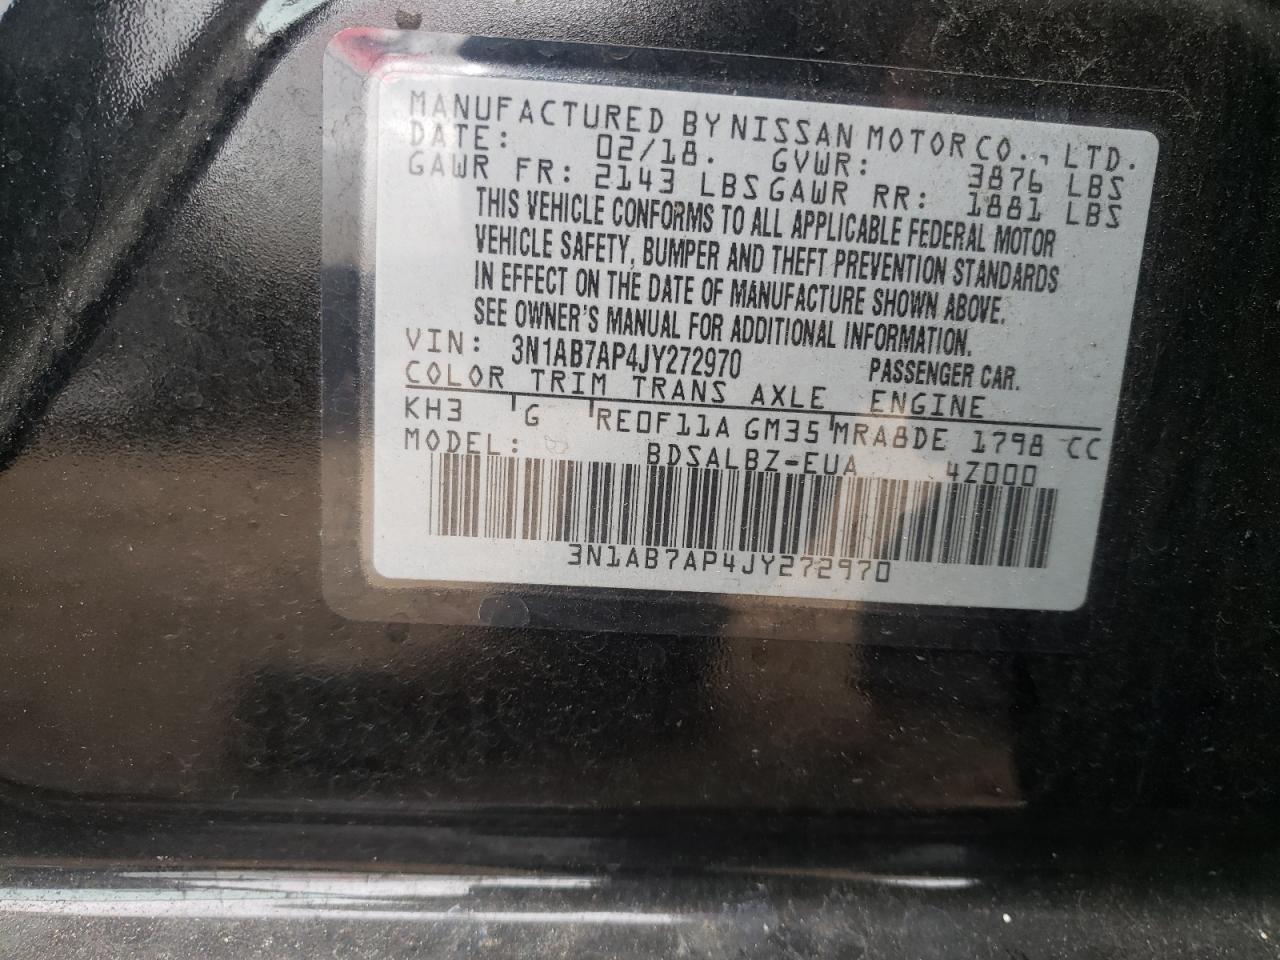 MANUFACTURED BY NISSAN MOTOR CO., LTD.
DATE: 02/18. GVWR: 3876 LBS
GAWR FR: 2143 LBS GAWR RR: 1881 LBS
THIS VEHICLE CONFORMS TO ALL APPLICABLE FEDERAL MOTOR
VEHICLE SAFETY, BUMPER AND THEFT PREVENTION STANDARDS
IN EFFECT ON THE DATE OF MANUFACTURE SHOWN ABOVE.
SEE OWNER'S MANUAL FOR ADDITIONAL INFORMATION.
VIN: 3N1AB7AP4JY272970 PASSENGER CAR.
COLOR TRIM TRANS AXLE ENGINE
KH3 G RE0F11A GM35 MRA8DE 1798 CC
MODEL: BDSALBZ-EUA 4Z000
3N1AB7AP4JY272970